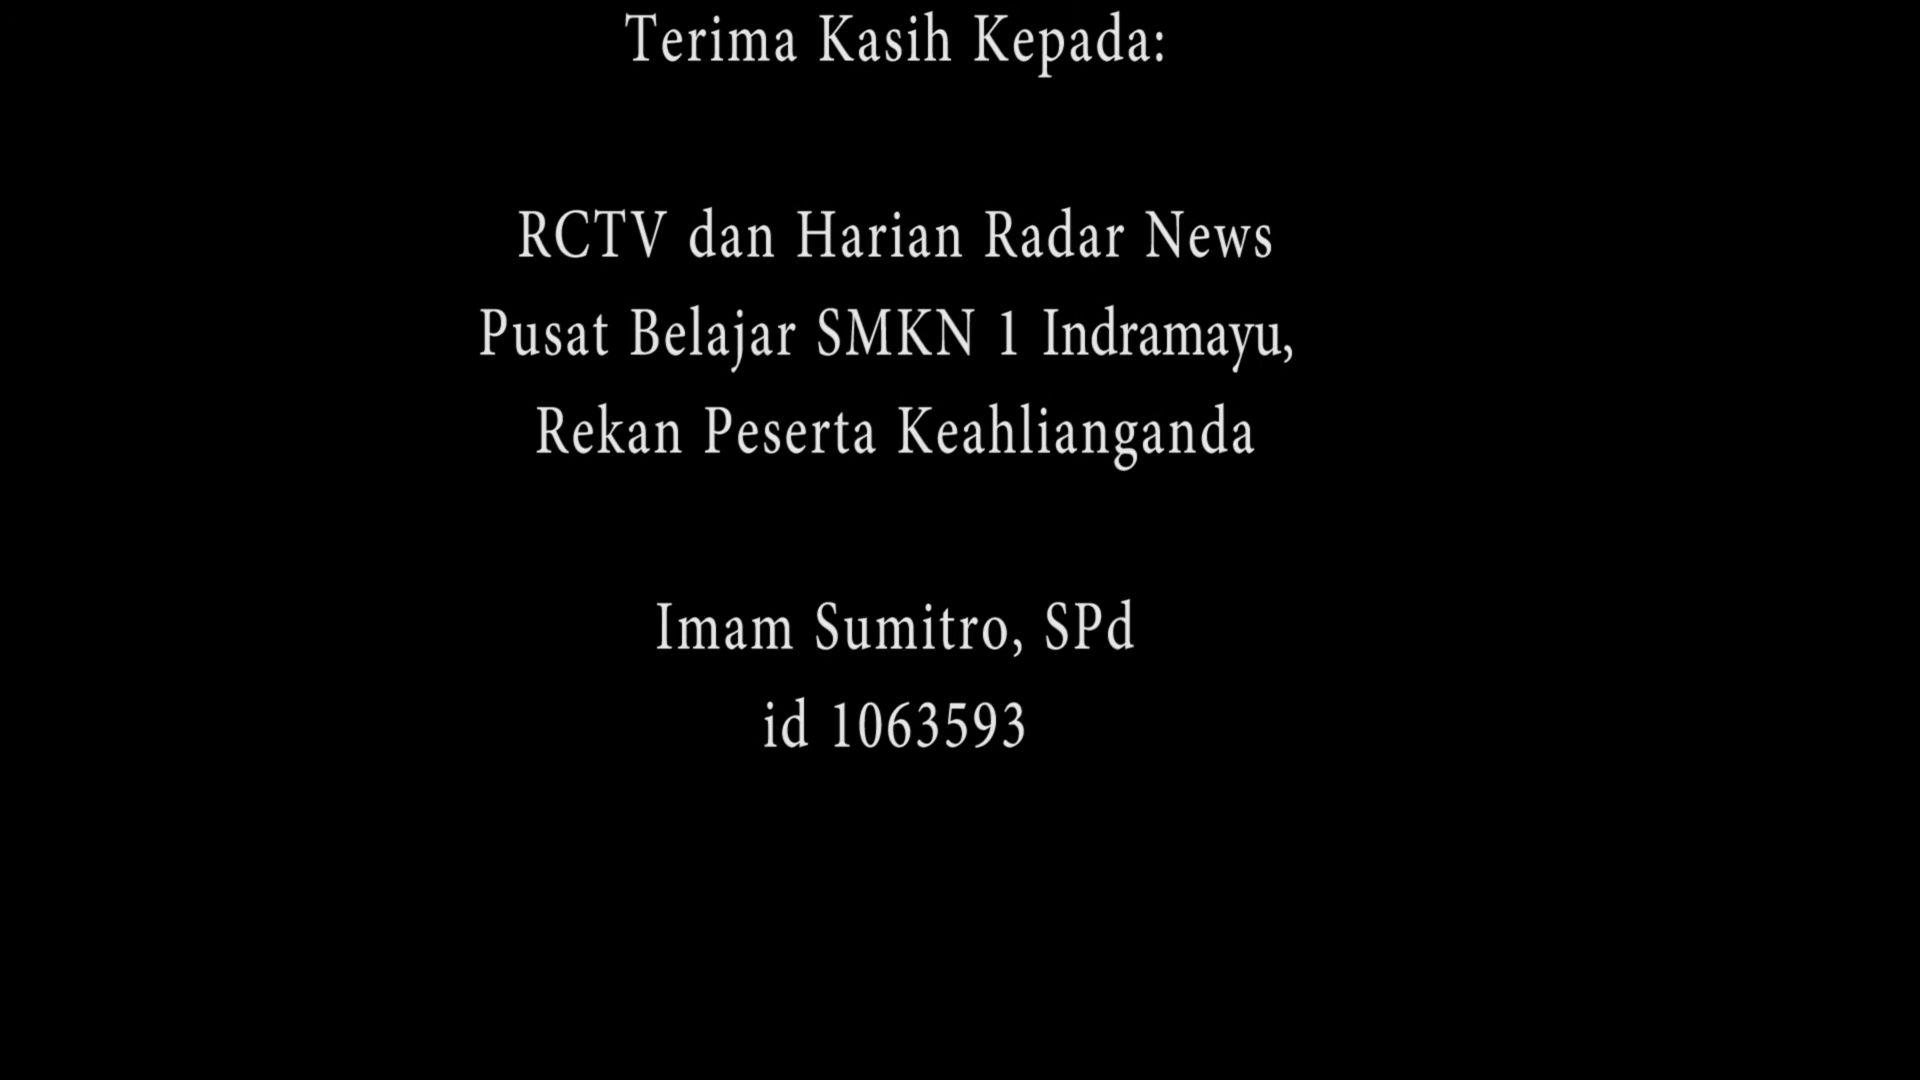 Terima Kasih Kepada:
RCTV dan Harian Radar News
Pusat Belajar SMKN 1 Indramayu,
Rekan Peserta Keahlianganda
Imam Sumitro, SPd
id 1063593